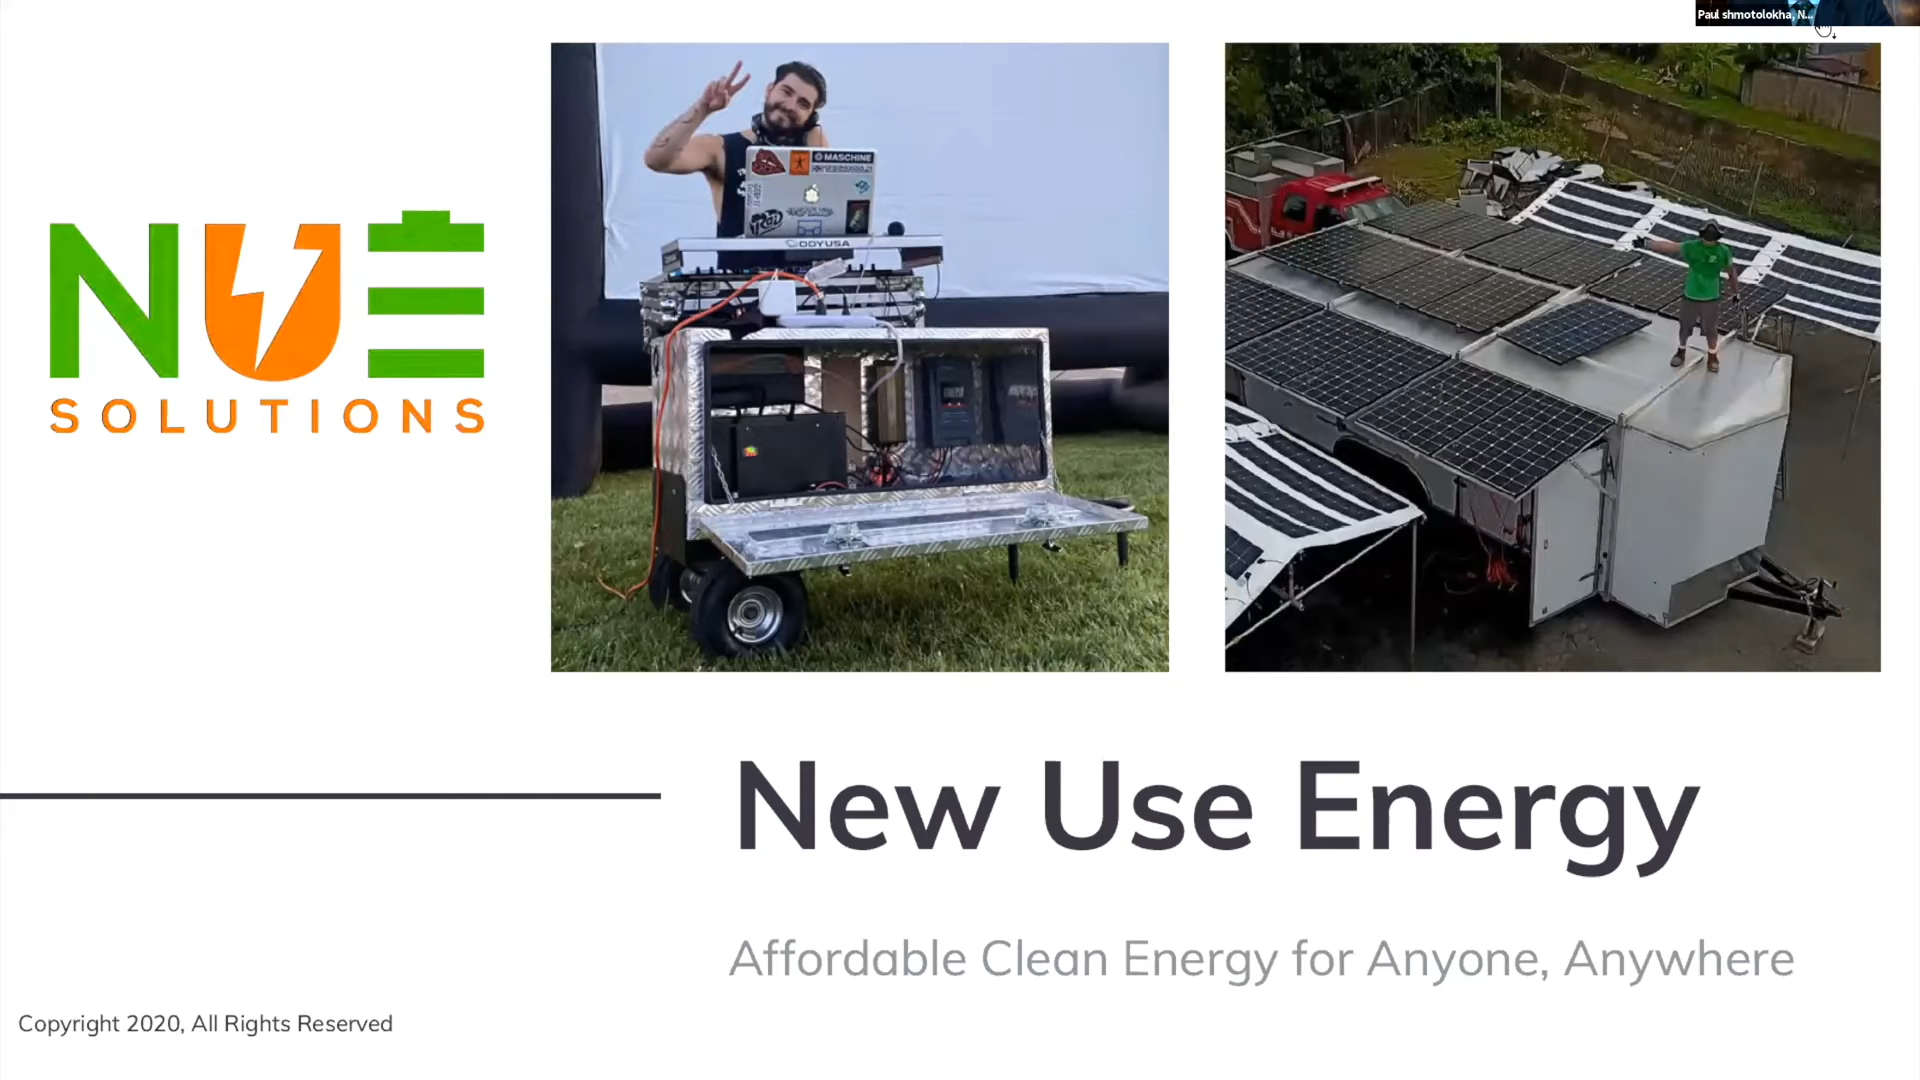 Paul shmotolokha, N...
MASCHINE
ODYUSA
NUE
SOLUTIONS
New Use Energy
Affordable Clean Energy for Anyone, Anywhere
Copyright 2020, All Rights Reserved